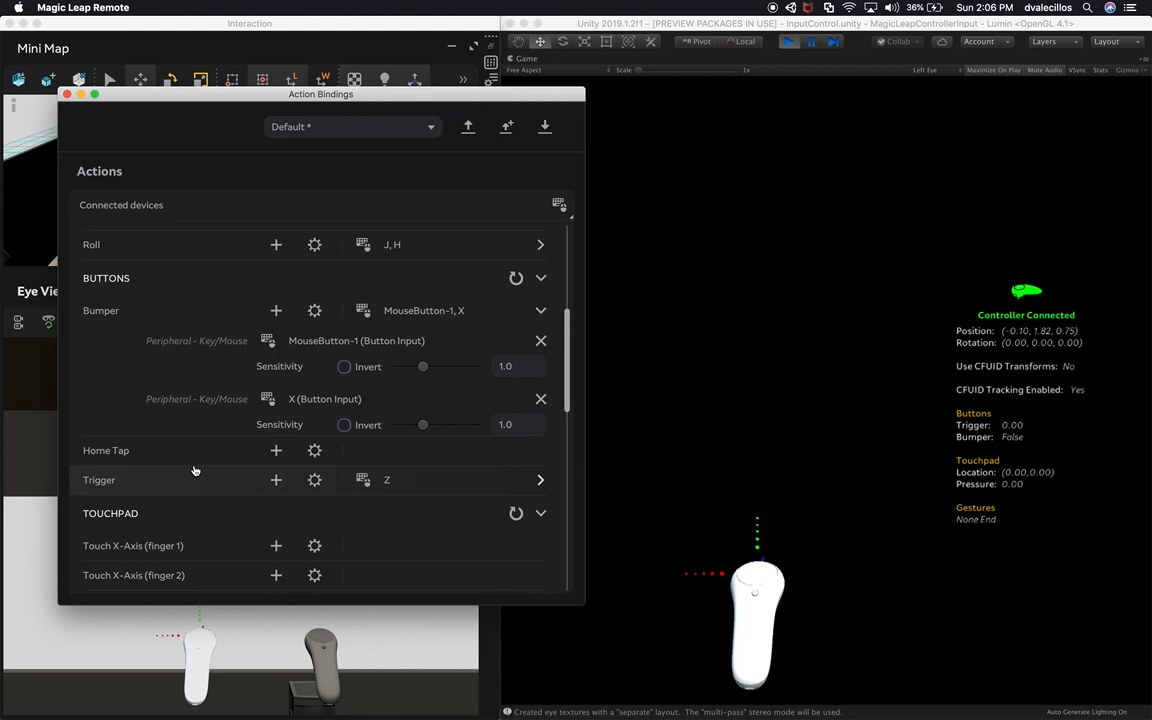 Magic Leap Remote
36%
Sun 2:06 PM
dvalecillos
Interaction
Unity 2019.1.2f1 - [PREVIEW PACKAGES IN USE] - InputControl.unity - MagicLeapControllerInput - Lumin <OpenGL 4.1>
Mini Map
Pivot
Local
Collab
Account
Layers
Layout
Game
Free Aspect
Scale
1x
Left Eye
Maximize On Play
Mute Audio
VSync
Stats
Gizmos
Action Bindings
Default *
Actions
Connected devices
Roll
J, H
BUTTONS
Bumper
MouseButton-1, X
Peripheral - Key/Mouse
MouseButton-1 (Button Input)
Sensitivity
Invert
1.0
Peripheral - Key/Mouse
X (Button Input)
Sensitivity
Invert
1.0
Home Tap
Trigger
Z
TOUCHPAD
Touch X-Axis (finger 1)
Touch X-Axis (finger 2)
Eye Vie
Controller Connected
Position: (-0.10, 1.82, 0.75)
Rotation: (0.00, 0.00, 0.00)
Use CFUID Transforms: No
CFUID Tracking Enabled: Yes
Buttons
Trigger: 0.00
Bumper: False
Touchpad
Location: (0.00,0.00)
Pressure: 0.00
Gestures
None End
Created eye textures with a "separate" layout. The "multi-pass" stereo mode will be used.
Auto Generate Lighting On